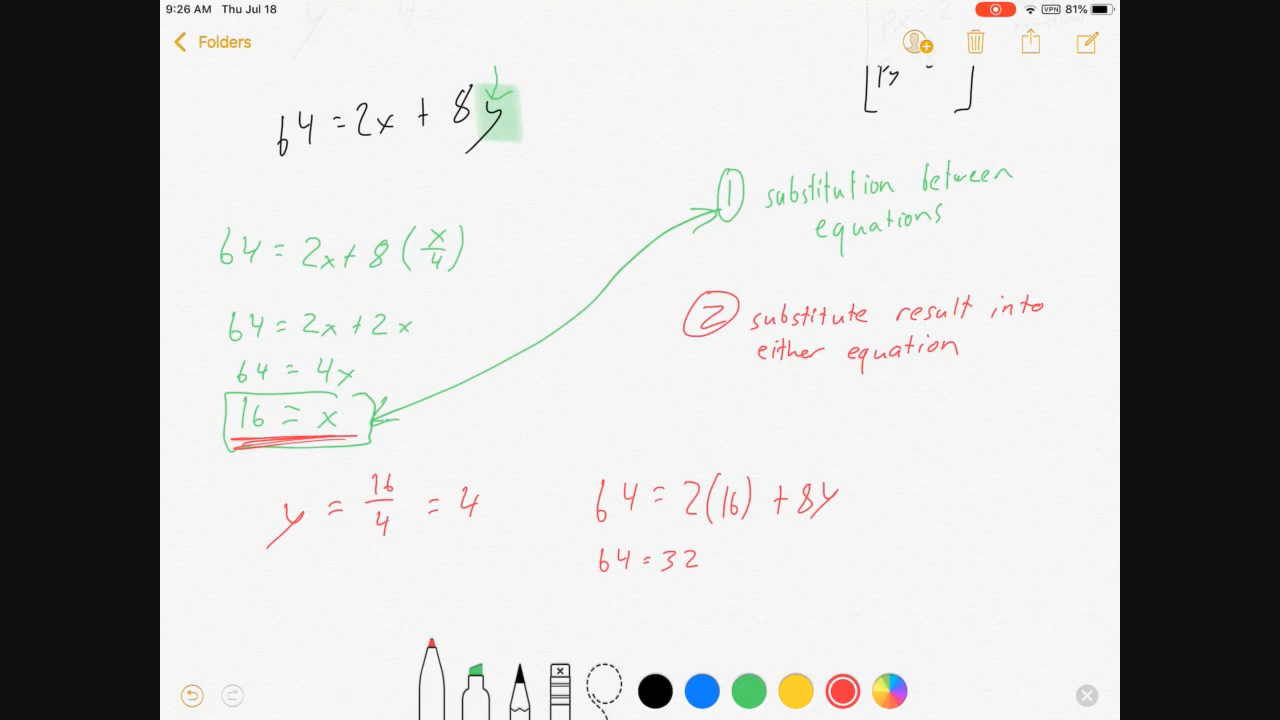 9:26 AM Thu Jul 18
VPN 81%
Folders
Py
64 = 2x + 8y
1 substitution between
equations
64 = 2x + 8 (x/4)
2 substitute result into
either equation
64 = 2x + 2x
64 = 4x
16 = x
y = 16/4 = 4
64 = 2(16) + 8y
64 = 32